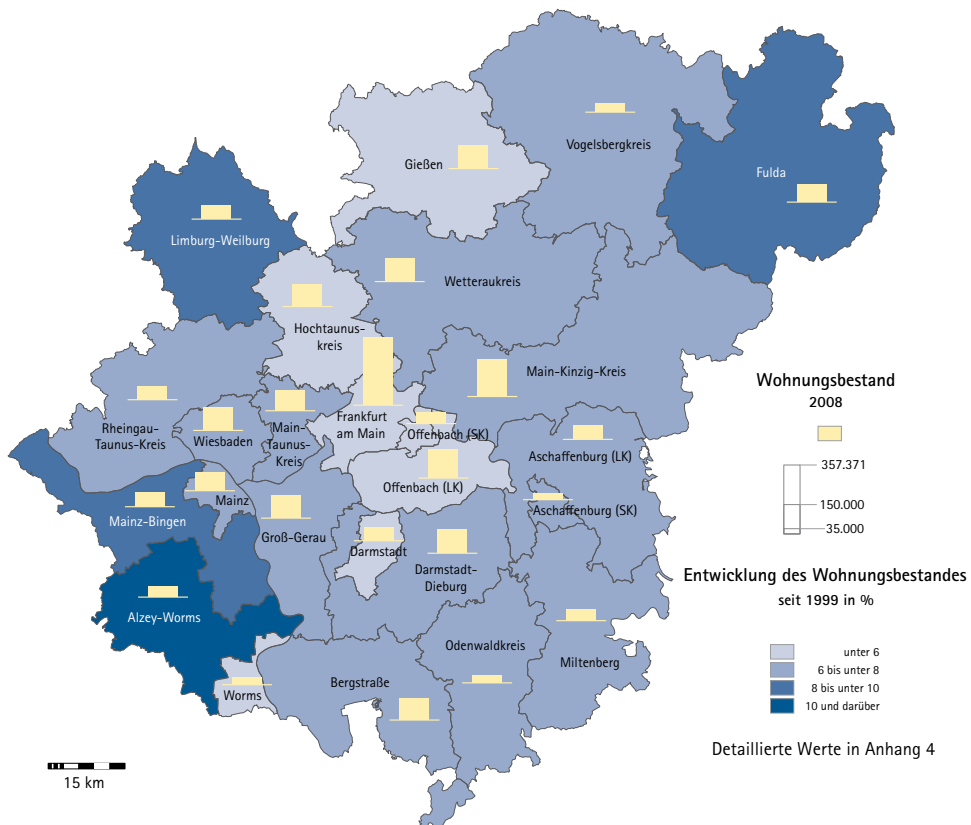 Vogelsbergkreis
Gießen
Fulda
Limburg-Weilburg
Wetteraukreis
Hochtaunus-
kreis
Main-Kinzig-Kreis
Wohnungsbestand
2008
Rheingau-
Taunus-Kreis
Wiesbaden
Main-
Taunus-
Kreis
Frankfurt
am Main
Offenbach (SK)
Aschaffenburg (LK)
357.371
150.000
35.000
Offenbach (LK)
Mainz
Mainz-Bingen
Aschaffenburg (SK)
Groß-Gerau
Darmstadt
Darmstadt-
Dieburg
Entwicklung des Wohnungsbestandes
seit 1999 in %
Alzey-Worms
Odenwaldkreis
Miltenberg
unter 6
6 bis unter 8
8 bis unter 10
10 und darüber
Worms
Bergstraße
Detaillierte Werte in Anhang 4
15 km